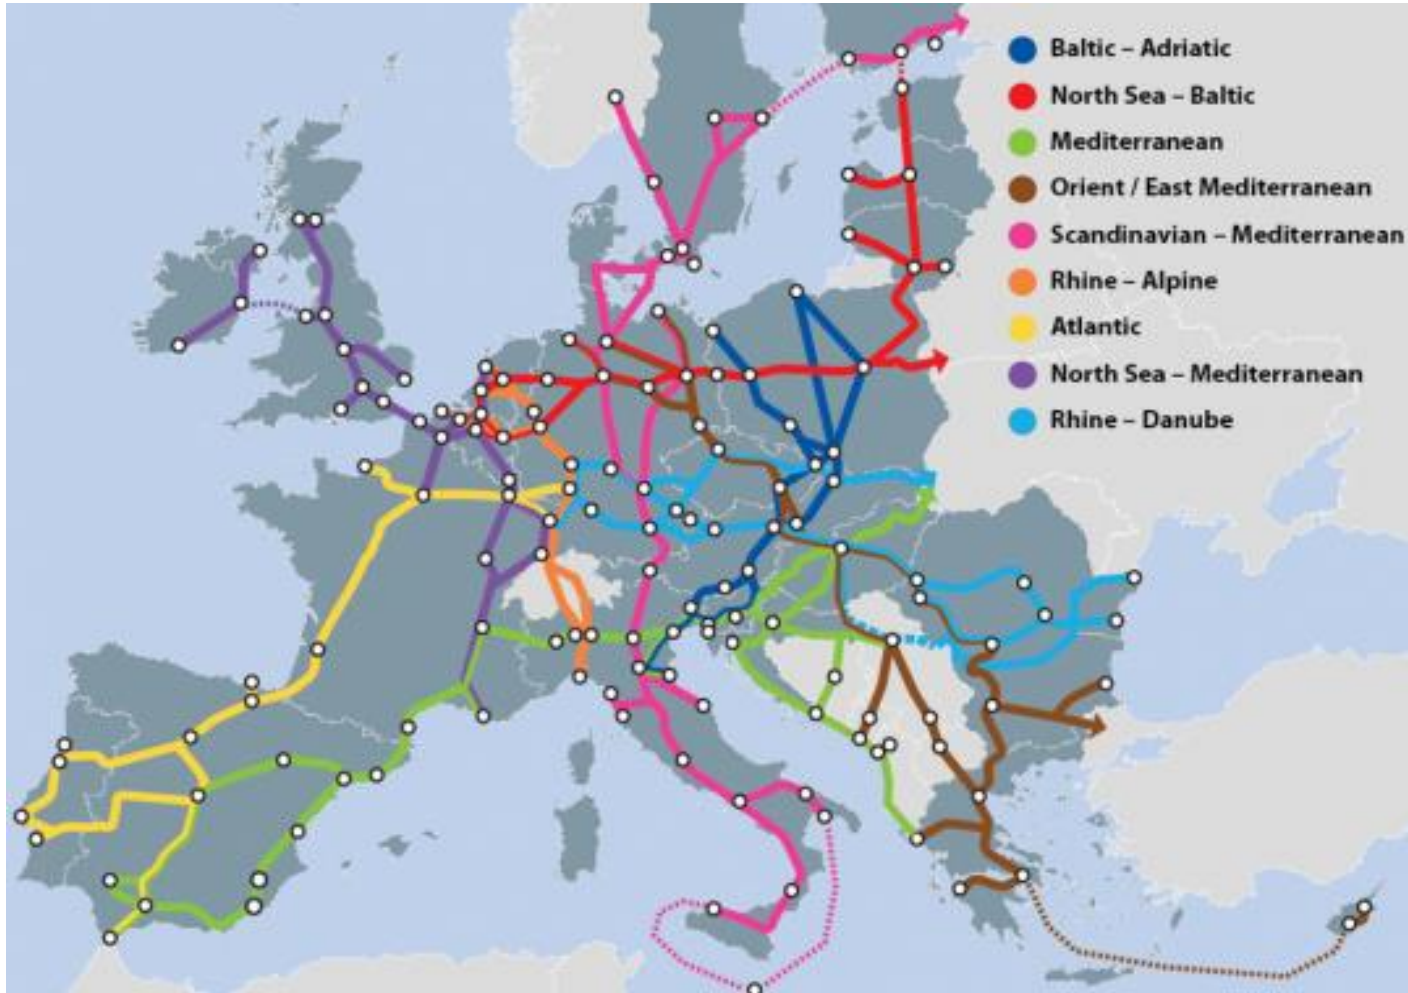 Baltic – Adriatic
North Sea – Baltic
Mediterranean
Orient / East Mediterranean
Scandinavian – Mediterranean
Rhine – Alpine
Atlantic
North Sea – Mediterranean
Rhine – Danube